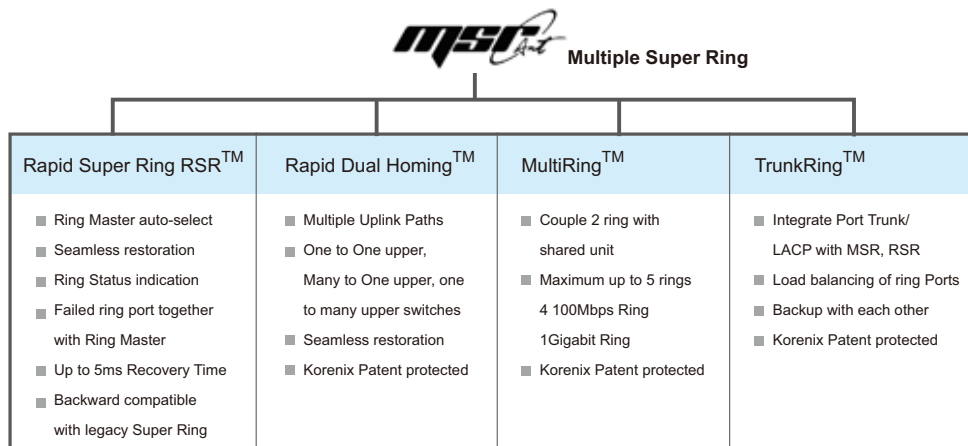 msr Ant Multiple Super Ring
Rapid Super Ring RSR™
Ring Master auto-select
Seamless restoration
Ring Status indication
Failed ring port together
with Ring Master
Up to 5ms Recovery Time
Backward compatible
with legacy Super Ring
Rapid Dual Homing™
Multiple Uplink Paths
One to One upper,
Many to One upper, one
to many upper switches
Seamless restoration
Korenix Patent protected
MultiRing™
Couple 2 ring with
shared unit
Maximum up to 5 rings
4 100Mbps Ring
1Gigabit Ring
Korenix Patent protected
TrunkRing™
Integrate Port Trunk/
LACP with MSR, RSR
Load balancing of ring Ports
Backup with each other
Korenix Patent protected